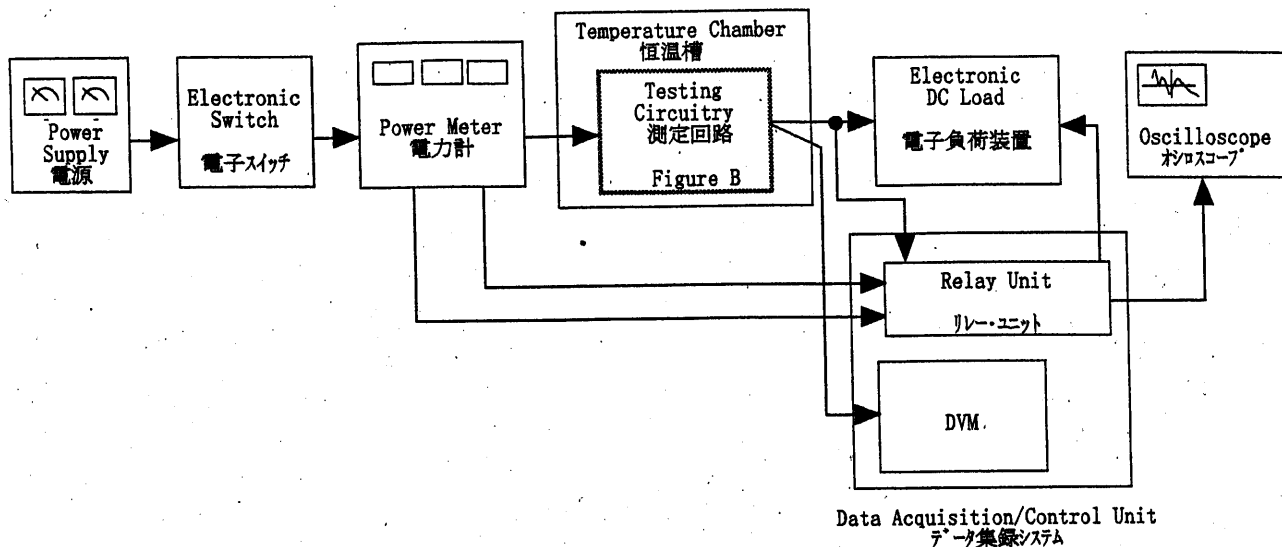 Power
Supply
電源
Electronic
Switch
電子スイッチ
Power Meter
電力計
Temperature Chamber
恒温槽
Testing
Circuitry
測定回路
Figure B
Electronic
DC Load
電子負荷装置
Oscilloscope
オシロスコープ
Relay Unit
リレー・ユニット
DVM
Data Acquisition/Control Unit
データ集録システム